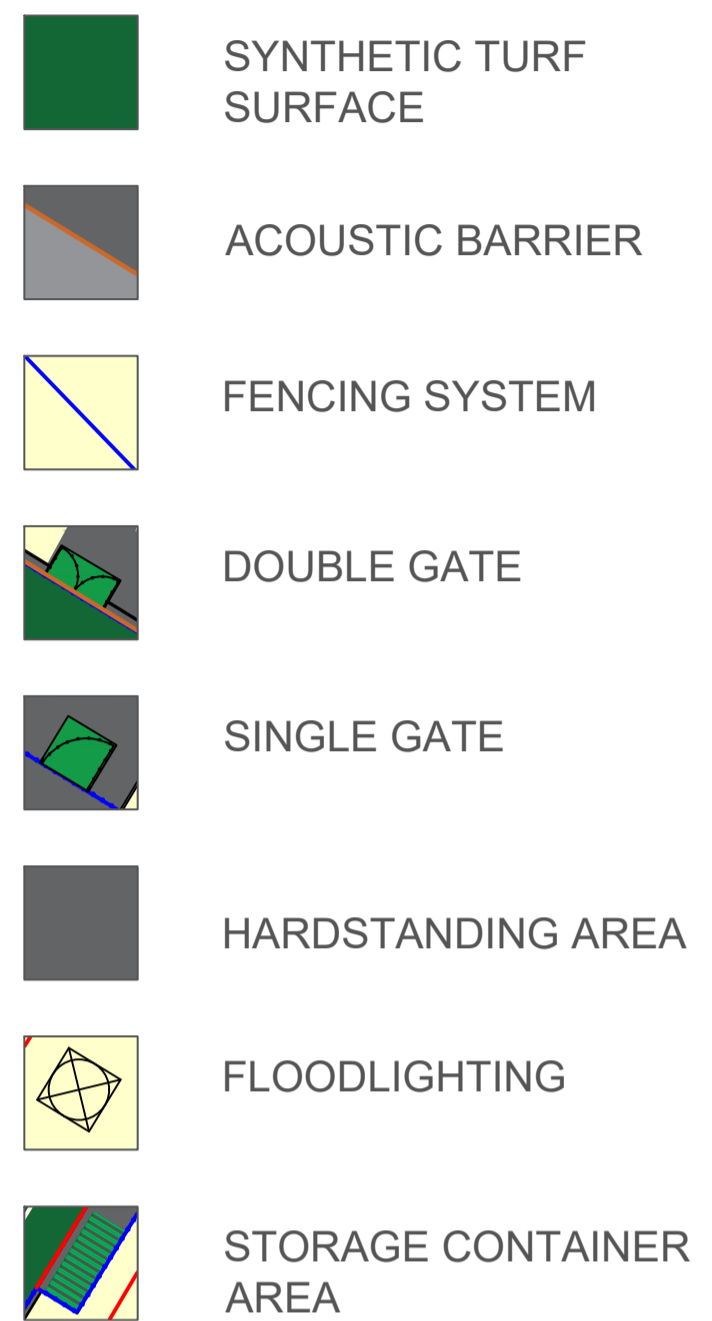 SYNTHETIC TURF
SURFACE
ACOUSTIC BARRIER
FENCING SYSTEM
DOUBLE GATE
SINGLE GATE
HARDSTANDING AREA
FLOODLIGHTING
STORAGE CONTAINER
AREA